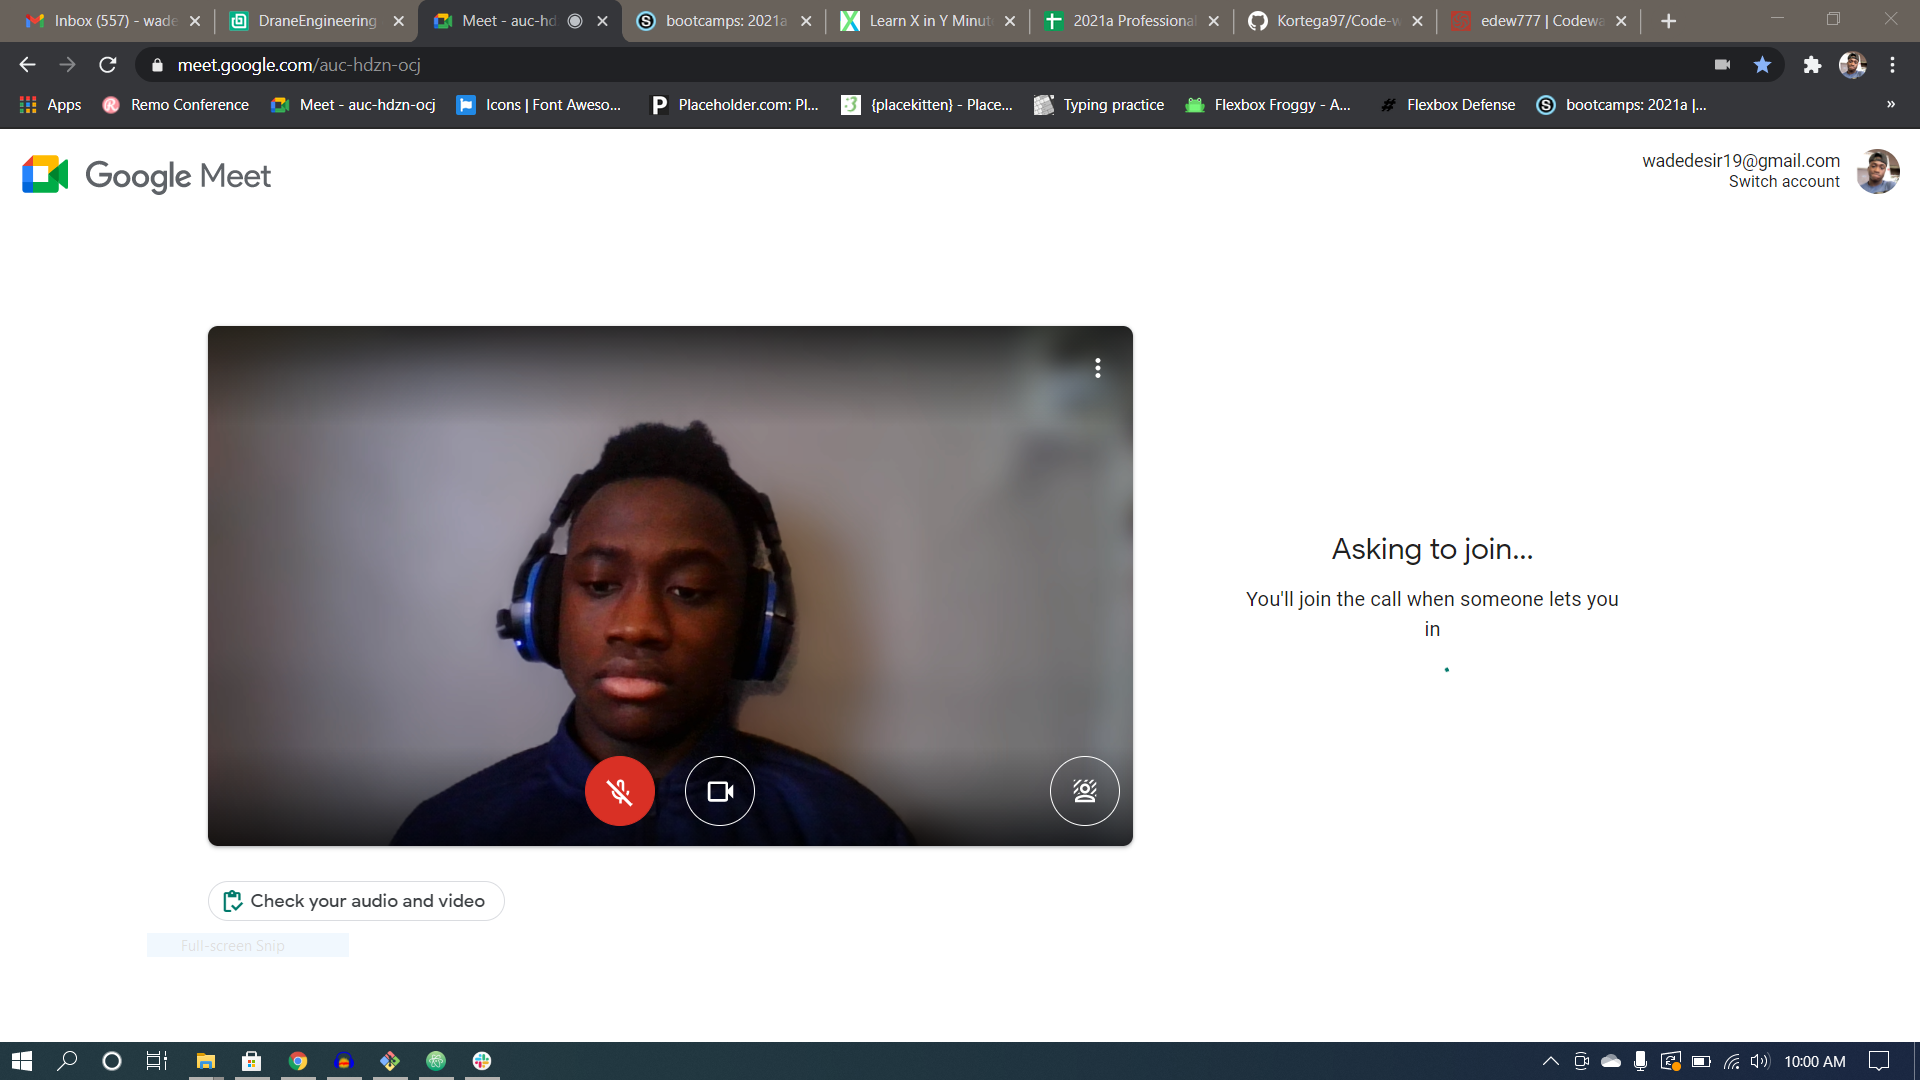 Inbox (557) - wade
DraneEngineering
Meet - auc-hd
bootcamps: 2021a
Learn X in Y Minut
2021a Professional
Kortega97/Code-w
edew777 | Codewa
meet.google.com/auc-hdzn-ocj
Apps
Remo Conference
Meet - auc-hdzn-ocj
Icons | Font Aweso...
Placeholder.com: Pl...
{placekitten} - Place...
Typing practice
Flexbox Froggy - A...
Flexbox Defense
bootcamps: 2021a |...
»
Google Meet
wadedesir19@gmail.com
Switch account
Asking to join...
You'll join the call when someone lets you
in
Check your audio and video
Full-screen Snip
10:00 AM